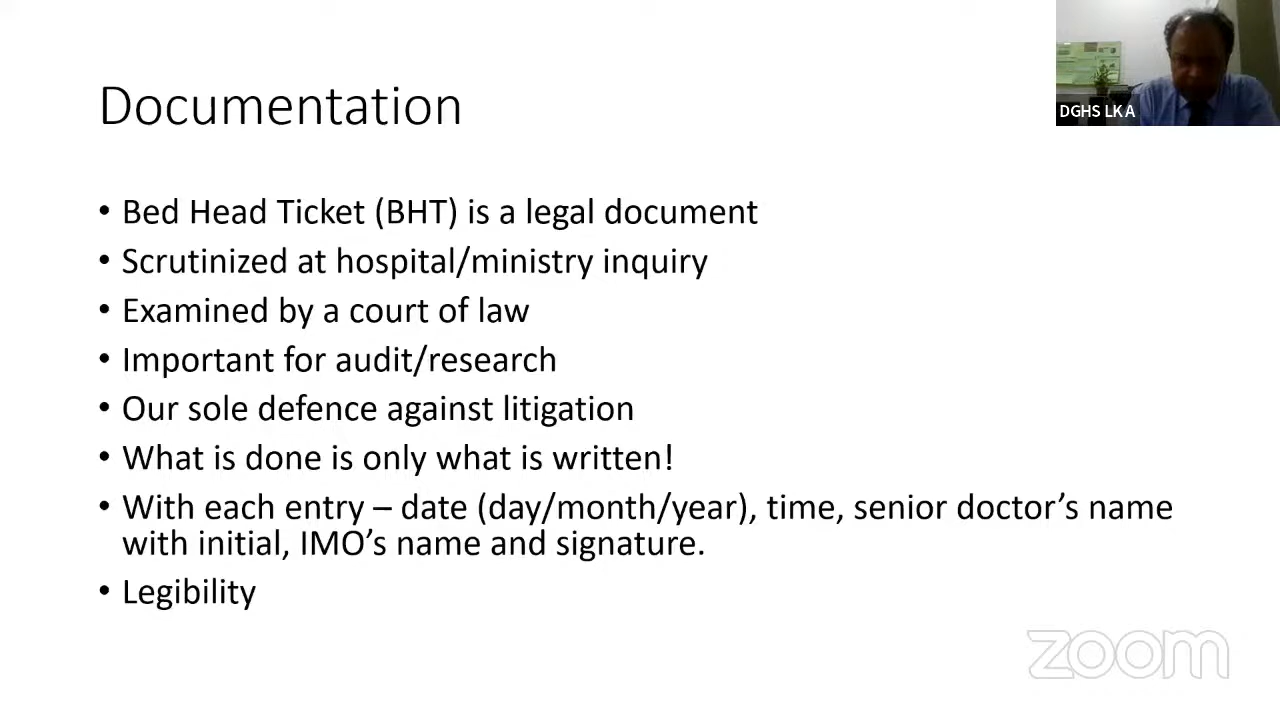 DGHS LKA
Documentation
• Bed Head Ticket (BHT) is a legal document
• Scrutinized at hospital/ministry inquiry
• Examined by a court of law
• Important for audit/research
• Our sole defence against litigation
• What is done is only what is written!
• With each entry – date (day/month/year), time, senior doctor’s name
with initial, IMO’s name and signature.
• Legibility
zoom